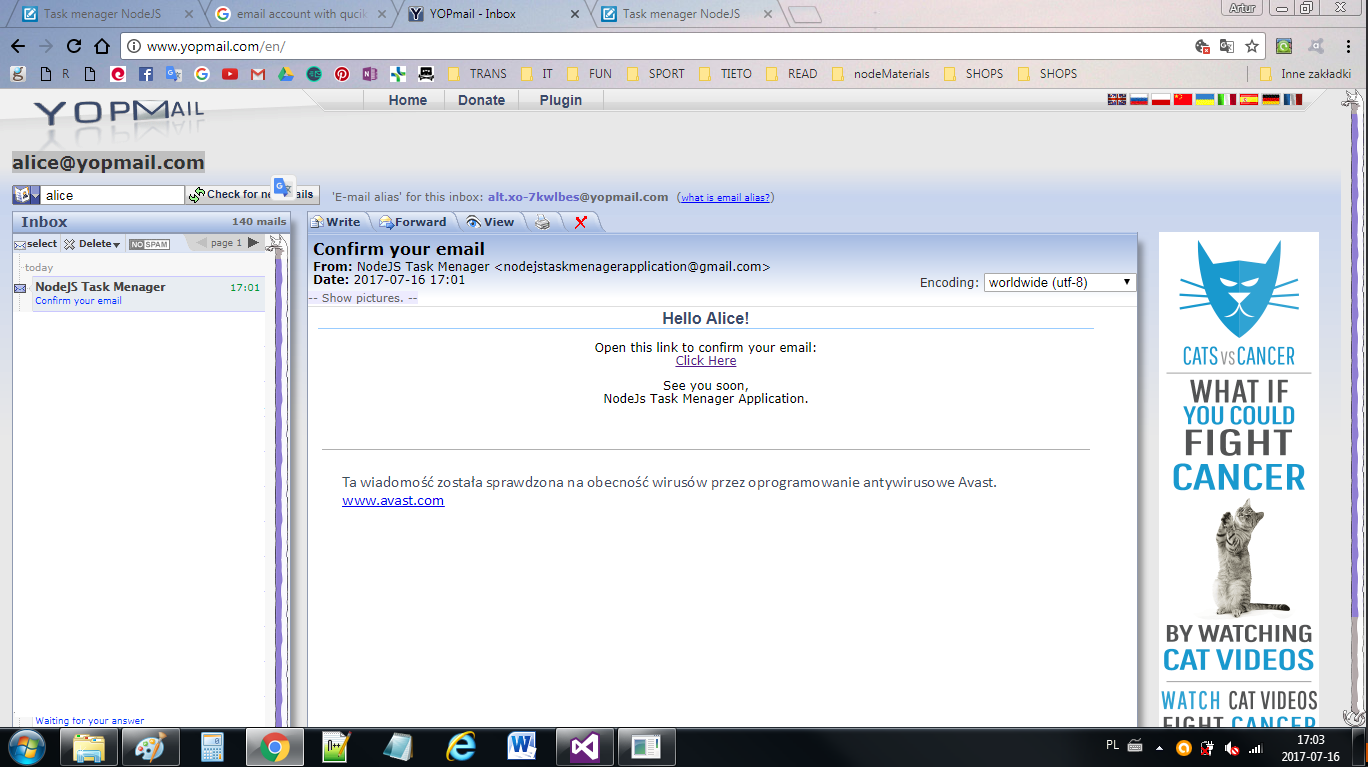 Task menager NodeJS
email account with qucik
YOPmail - Inbox
Task menager NodeJS
Artur
www.yopmail.com/en/
R
TRANS
IT
FUN
SPORT
TIETO
READ
nodeMaterials
SHOPS
SHOPS
Inne zakładki
YOPMAIL
Home
Donate
Plugin
alice@yopmail.com
alice
Check for ne ails
'E-mail alias' for this inbox: alt.xo-7kwlbes@yopmail.com (what is email alias?)
Inbox
140 mails
select
Delete
NO SPAM
page 1
today
NodeJS Task Menager
17:01
Confirm your email
Waiting for your answer
Write
Forward
View
Confirm your email
From: NodeJS Task Menager <nodejstaskmenagerapplication@gmail.com>
Date: 2017-07-16 17:01
Encoding: worldwide (utf-8)
-- Show pictures. --
Hello Alice!
Open this link to confirm your email:
Click Here
See you soon,
NodeJs Task Menager Application.
Ta wiadomość została sprawdzona na obecność wirusów przez oprogramowanie antywirusowe Avast.
www.avast.com
CATS VS CANCER
WHAT IF
YOU COULD
FIGHT
CANCER
BY WATCHING
CAT VIDEOS
WATCH CAT VIDEOS
FIGHT CANCER
PL
17:03
2017-07-16